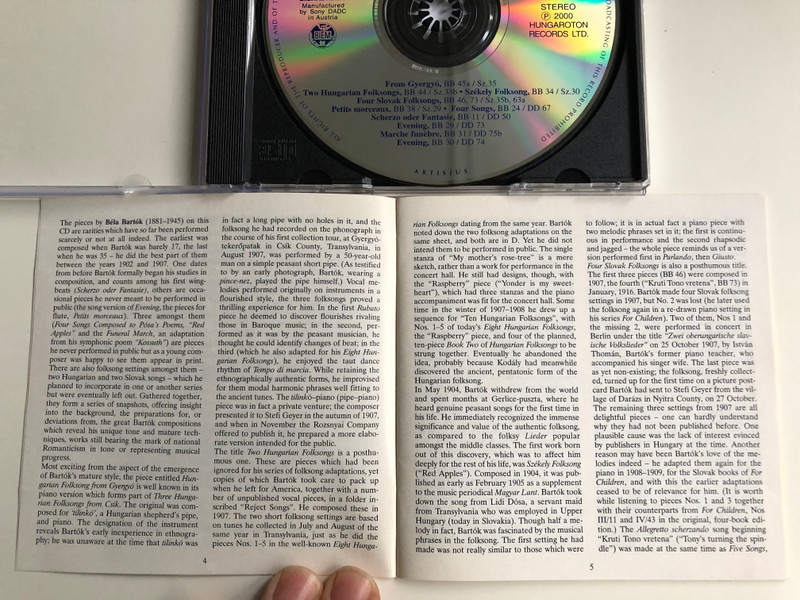 Manufactured
by Sony DADC
in Austria
BIEM
STEREO
Ⓟ 2000
HUNGAROTON
RECORDS LTD.
ALL RIGHTS OF THE
REPRODUCER AND OF T
BROADCASTING OF THIS RECORD PROHIBITED
From Gyergyó, BB 45a / Sz.35
Two Hungarian Folksongs, BB 44 / Sz.33b • Székely Folksong, BB 34 / Sz.30
Four Slovak Folksongs, BB 46, 73 / Sz.35b, 63a
Petits morceaux, BB 38 / Sz.29 • Four Songs, BB 24 / DD 67
Scherzo oder Fantasie, BB 11 / DD 50
Evening, BB 29 / DD 73
Marche funèbre, BB 31 / DD 75b
Evening, BB 30 / DD 74
ARTISJUS
The pieces by Béla Bartók (1881–1945) on this
CD are rarities which have so far been performed
scarcely or not at all indeed. The earliest was
composed when Bartók was barely 17, the last
when he was 35 – he did the best part of them
between the years 1902 and 1907. One dates
from before Bartók formally began his studies in
composition, and counts among his first wing-
beats (Scherzo oder Fantasie), others are occa-
sional pieces he never meant to be performed in
public (the song version of Evening, the pieces for
flute, Petits morceaux). Three amongst them
(Four Songs Composed to Pósa's Poems, "Red
Apples" and the Funeral March, an adaptation
from his symphonic poem "Kossuth") are pieces
he never performed in public but as a young com-
poser was happy to see them appear in print.
There are also folksong settings amongst them –
two Hungarian and two Slovak songs – which he
planned to incorporate in one or another series
but were eventually left out. Gathered together,
they form a series of snapshots, offering insight
into the background, the preparations for, or
deviations from, the great Bartók compositions
which reveal his unique tone and mature tech-
niques, works still bearing the mark of national
Romanticism in tone or representing musical
progress.
Most exciting from the aspect of the emergence
of Bartók's mature style, the piece entitled Hun-
garian Folksong from Gyergyó is well known in its
piano version which forms part of Three Hunga-
rian Folksongs from Csík. The original was com-
posed for 'tilinkó', a Hungarian shepherd's pipe,
and piano. The designation of the instrument
reveals Bartók's early inexperience in ethnogra-
phy; he was unaware at the time that tilinkó was
in fact a long pipe with no holes in it, and the
folksong he had recorded on the phonograph in
the course of his first collection tour, at Gyergyó-
tekerőpatak in Csík County, Transylvania, in
August 1907, was performed by a 50-year-old
man on a simple peasant short pipe. (As testified
to by an early photograph, Bartók, wearing a
pince-nez, played the pipe himself.) Vocal me-
lodies performed originally on instruments in a
flourished style, the three folksongs proved a
thrilling experience for him. In the first Rubato
piece he deemed to discover flourishes rivaling
those in Baroque music; in the second, per-
formed as it was by the peasant musician, he
thought he could identify changes of beat; in the
third (which he also adapted for his Eight Hun-
garian Folksongs), he enjoyed the taut dance
rhythm of Tempo di marcia. While retaining the
ethnographically authentic forms, he improvised
for them modal harmonic phrases well fitting to
the ancient tunes. The tilinkó–piano (pipe–piano)
piece was in fact a private venture; the composer
presented it to Stefi Geyer in the autumn of 1907,
and when in November the Rozsnyai Company
offered to publish it, he prepared a more elabo-
rate version intended for the public.
The title Two Hungarian Folksongs is a posthu-
mous one. These are pieces which had been
ignored for his series of folksong adaptations, yet
copies of which Bartók took care to pack up
when he left for America, together with a num-
ber of unpublished vocal pieces, in a folder in-
scribed "Reject Songs". He composed these in
1907. The two short folksong settings are based
on tunes he collected in July and August of the
same year in Transylvania, just as he did the
pieces Nos. 1–5 in the well-known Eight Hunga-
4
rian Folksongs dating from the same year. Bartók
noted down the two folksong adaptations on the
same sheet, and both are in D. Yet he did not
intend them to be performed in public. The single
stanza of "My mother's rose-tree" is a mere
sketch, rather than a work for performance in the
concert hall. He still had designs, though, with
the "Raspberry" piece ("Yonder is my sweet-
heart"), which had three stanzas and the piano
accompaniment was fit for the concert hall. Some
time in the winter of 1907–1908 he drew up a
sequence for "Ten Hungarian Folksongs", with
Nos. 1–5 of today's Eight Hungarian Folksongs,
the "Raspberry" piece, and four of the planned,
ten-piece Book Two of Hungarian Folksongs to be
strung together. Eventually he abandoned the
idea, probably because Kodály had meanwhile
discovered the ancient, pentatonic form of the
Hungarian folksong.
In May 1904, Bartók withdrew from the world
and spent months at Gerlice-puszta, where he
heard genuine peasant songs for the first time in
his life. He immediately recognized the immense
significance and value of the authentic folksong,
as compared to the folksy Lieder popular
amongst the middle classes. The first work born
out of this discovery, which was to affect him
deeply for the rest of his life, was Székely Folksong
("Red Apples"). Composed in 1904, it was pub-
lished as early as February 1905 as a supplement
to the music periodical Magyar Lant. Bartók took
down the song from Lidi Dósa, a servant maid
from Transylvania who was employed in Upper
Hungary (today in Slovakia). Though half a me-
lody in fact, Bartók was fascinated by the musical
phrases in the folksong. The first setting he had
made was not really similar to those which were
to follow; it is in actual fact a piano piece with
two melodic phrases set in it; the first is continu-
ous in performance and the second rhapsodic
and jagged – the whole piece reminds us of a ver-
sion performed first in Parlando, then Giusto.
Four Slovak Folksongs is also a posthumous title.
The first three pieces (BB 46) were composed in
1907, the fourth ("Kruti Tono vretena", BB 73) in
January, 1916. Bartók made four Slovak folksong
settings in 1907, but No. 2 was lost (he later used
the folksong again in a re-drawn piano setting in
his series For Children). Two of them, Nos 1 and
the missing 2, were performed in concert in
Berlin under the title "Zwei oberungarische sla-
vische Volkslieder" on 25 October 1907, by István
Thomán, Bartók's former piano teacher, who
accompanied his singer wife. The last piece was
as yet non-existing; the folksong, freshly collect-
ed, turned up for the first time on a picture post-
card Bartók had sent to Stefi Geyer from the vil-
lage of Darázs in Nyitra County, on 27 October.
The remaining three settings from 1907 are all
delightful pieces – one can hardly understand
why they had not been published before. One
plausible cause was the lack of interest evinced
by publishers in Hungary at the time. Another
reason may have been Bartók's love of the me-
lodies indeed – he adapted them again for the
piano in 1908–1909, for the Slovak books of For
Children, and with this the earlier adaptations
ceased to be of relevance for him. (It is worth
while listening to pieces Nos. 1 and 3 together
with their counterparts from For Children, Nos
III/11 and IV/43 in the original, four-book edi-
tion.) The Allegretto scherzando song beginning
"Kruti Tono vretena" ("Tony's turning the spin-
dle") was made at the same time as Five Songs,
5